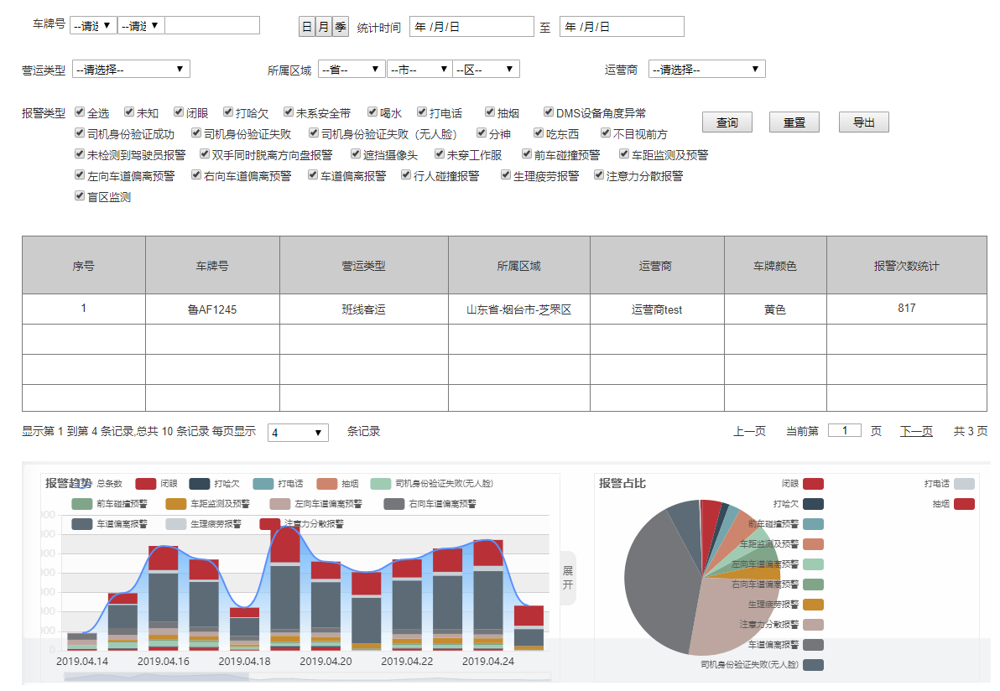 车牌号 --请选 --请选 日 月 季 统计时间 年 /月/日 至 年 /月/日
营运类型 --请选择-- 所属区域 --省-- --市-- --区-- 运营商 --请选择--
报警类型 全选 未知 闭眼 打哈欠 未系安全带 喝水 打电话 抽烟 DMS设备角度异常
查询 重置 导出
司机身份验证成功 司机身份验证失败 司机身份验证失败（无人脸） 分神 吃东西 不目视前方
未检测到驾驶员报警 双手同时脱离方向盘报警 遮挡摄像头 未穿工作服 前车碰撞预警 车距监测及预警
左向车道偏离预警 右向车道偏离预警 车道偏离报警 行人碰撞报警 生理疲劳报警 注意力分散报警
盲区监测
序号 车牌号 营运类型 所属区域 运营商 车牌颜色 报警次数统计
1 鲁AF1245 班线客运 山东省-烟台市-芝罘区 运营商test 黄色 817
显示第 1 到第 4 条记录,总共 10 条记录 每页显示 4 条记录 上一页 当前第 1 页 下一页 共 3 页
报警趋势 总条数 闭眼 打哈欠 打电话 抽烟 司机身份验证失败(无人脸)
前车碰撞预警 车距监测及预警 左向车道偏离预警 右向车道偏离预警
车道偏离报警 生理疲劳报警 注意力分散报警
2019.04.14 2019.04.16 2019.04.18 2019.04.20 2019.04.22 2019.04.24
展
开
报警占比 闭眼 打电话
打哈欠 抽烟
前车碰撞预警
车距监测及预警
左向车道偏离预警
右向车道偏离预警
生理疲劳报警
注意力分散报警
车道偏离报警
司机身份验证失败(无人脸)